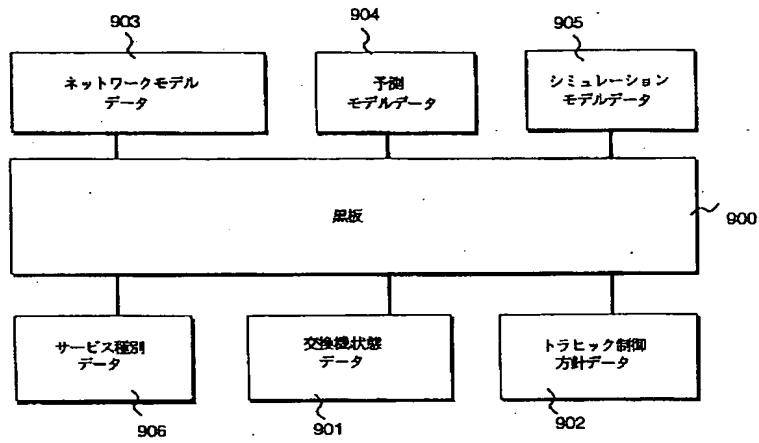 903
904
905
ネットワークモデル
データ
予測
モデルデータ
シミュレーション
モデルデータ
黒板
900
サービス種別
データ
交換機状態
データ
トラヒック制御
方針データ
906
901
902